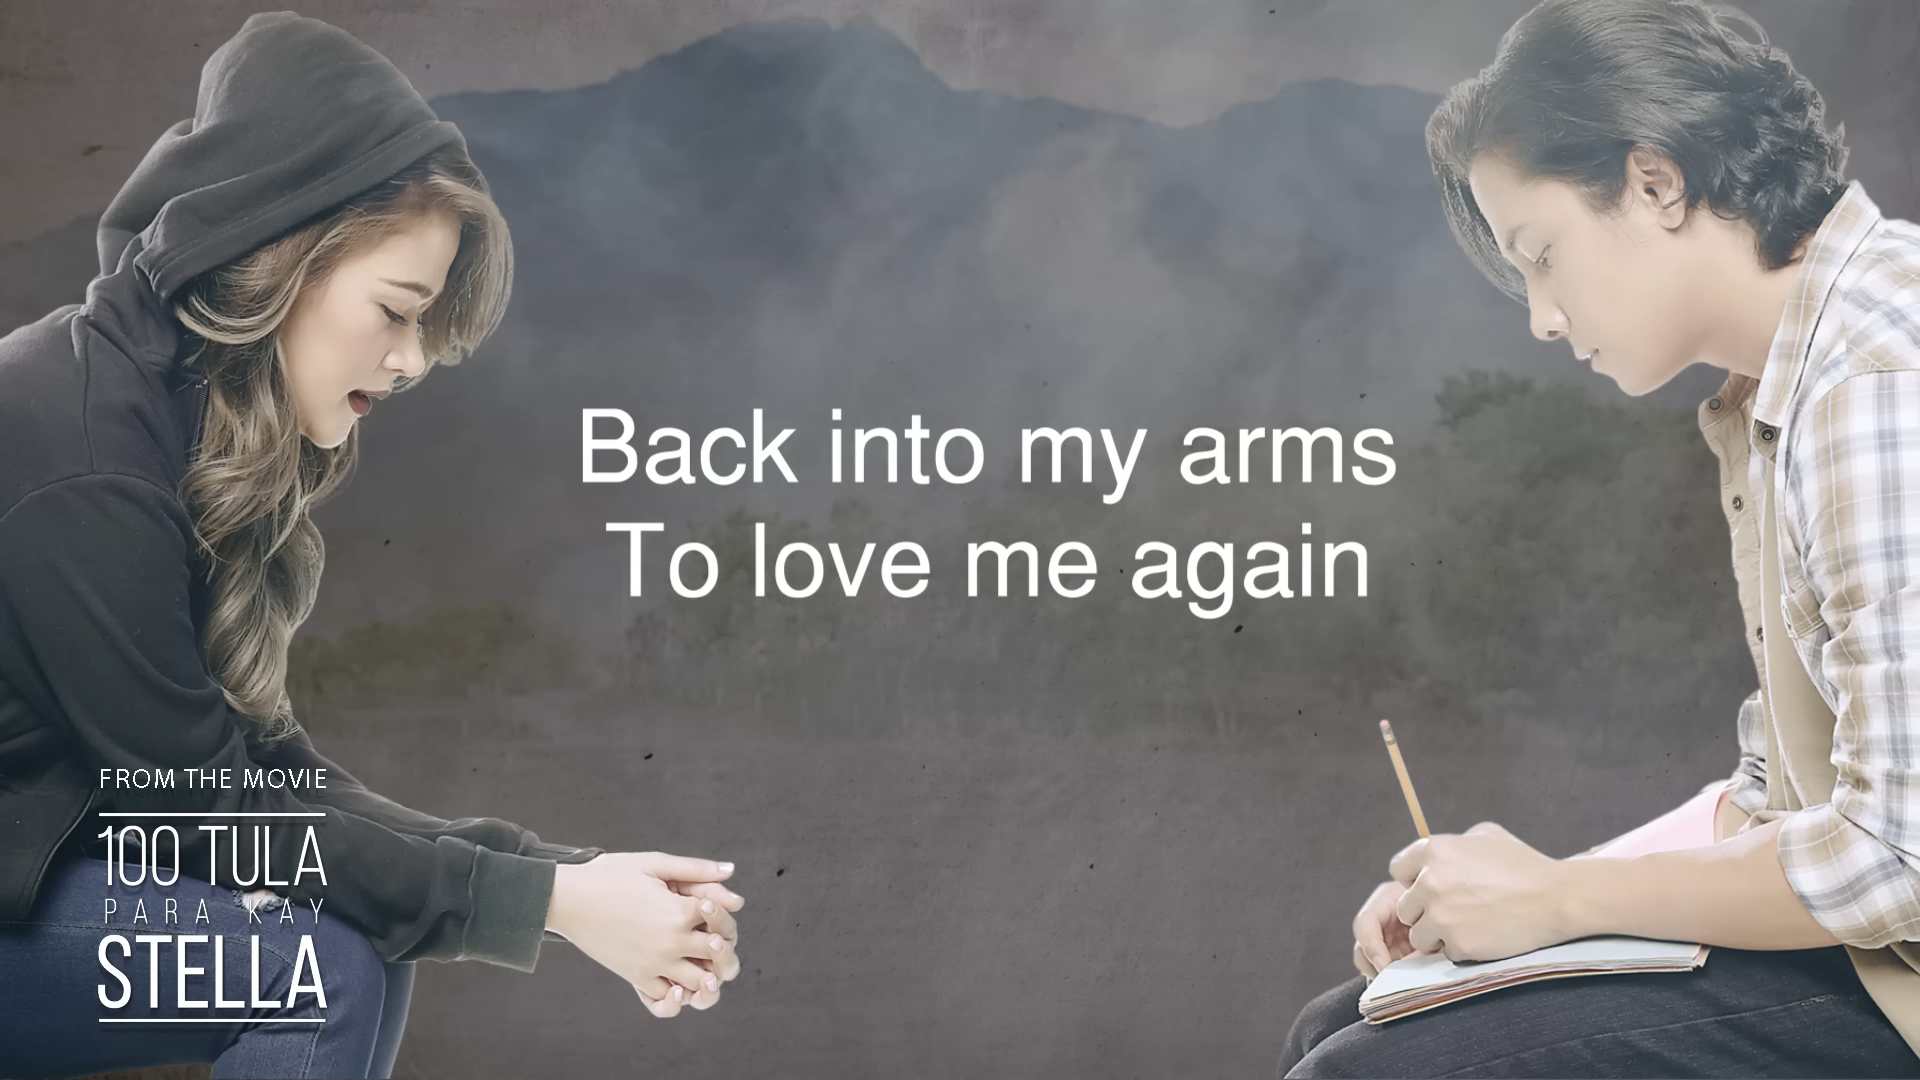 Back into my arms
To love me again
FROM THE MOVIE
100 TULA
PARA KAY
STELLA